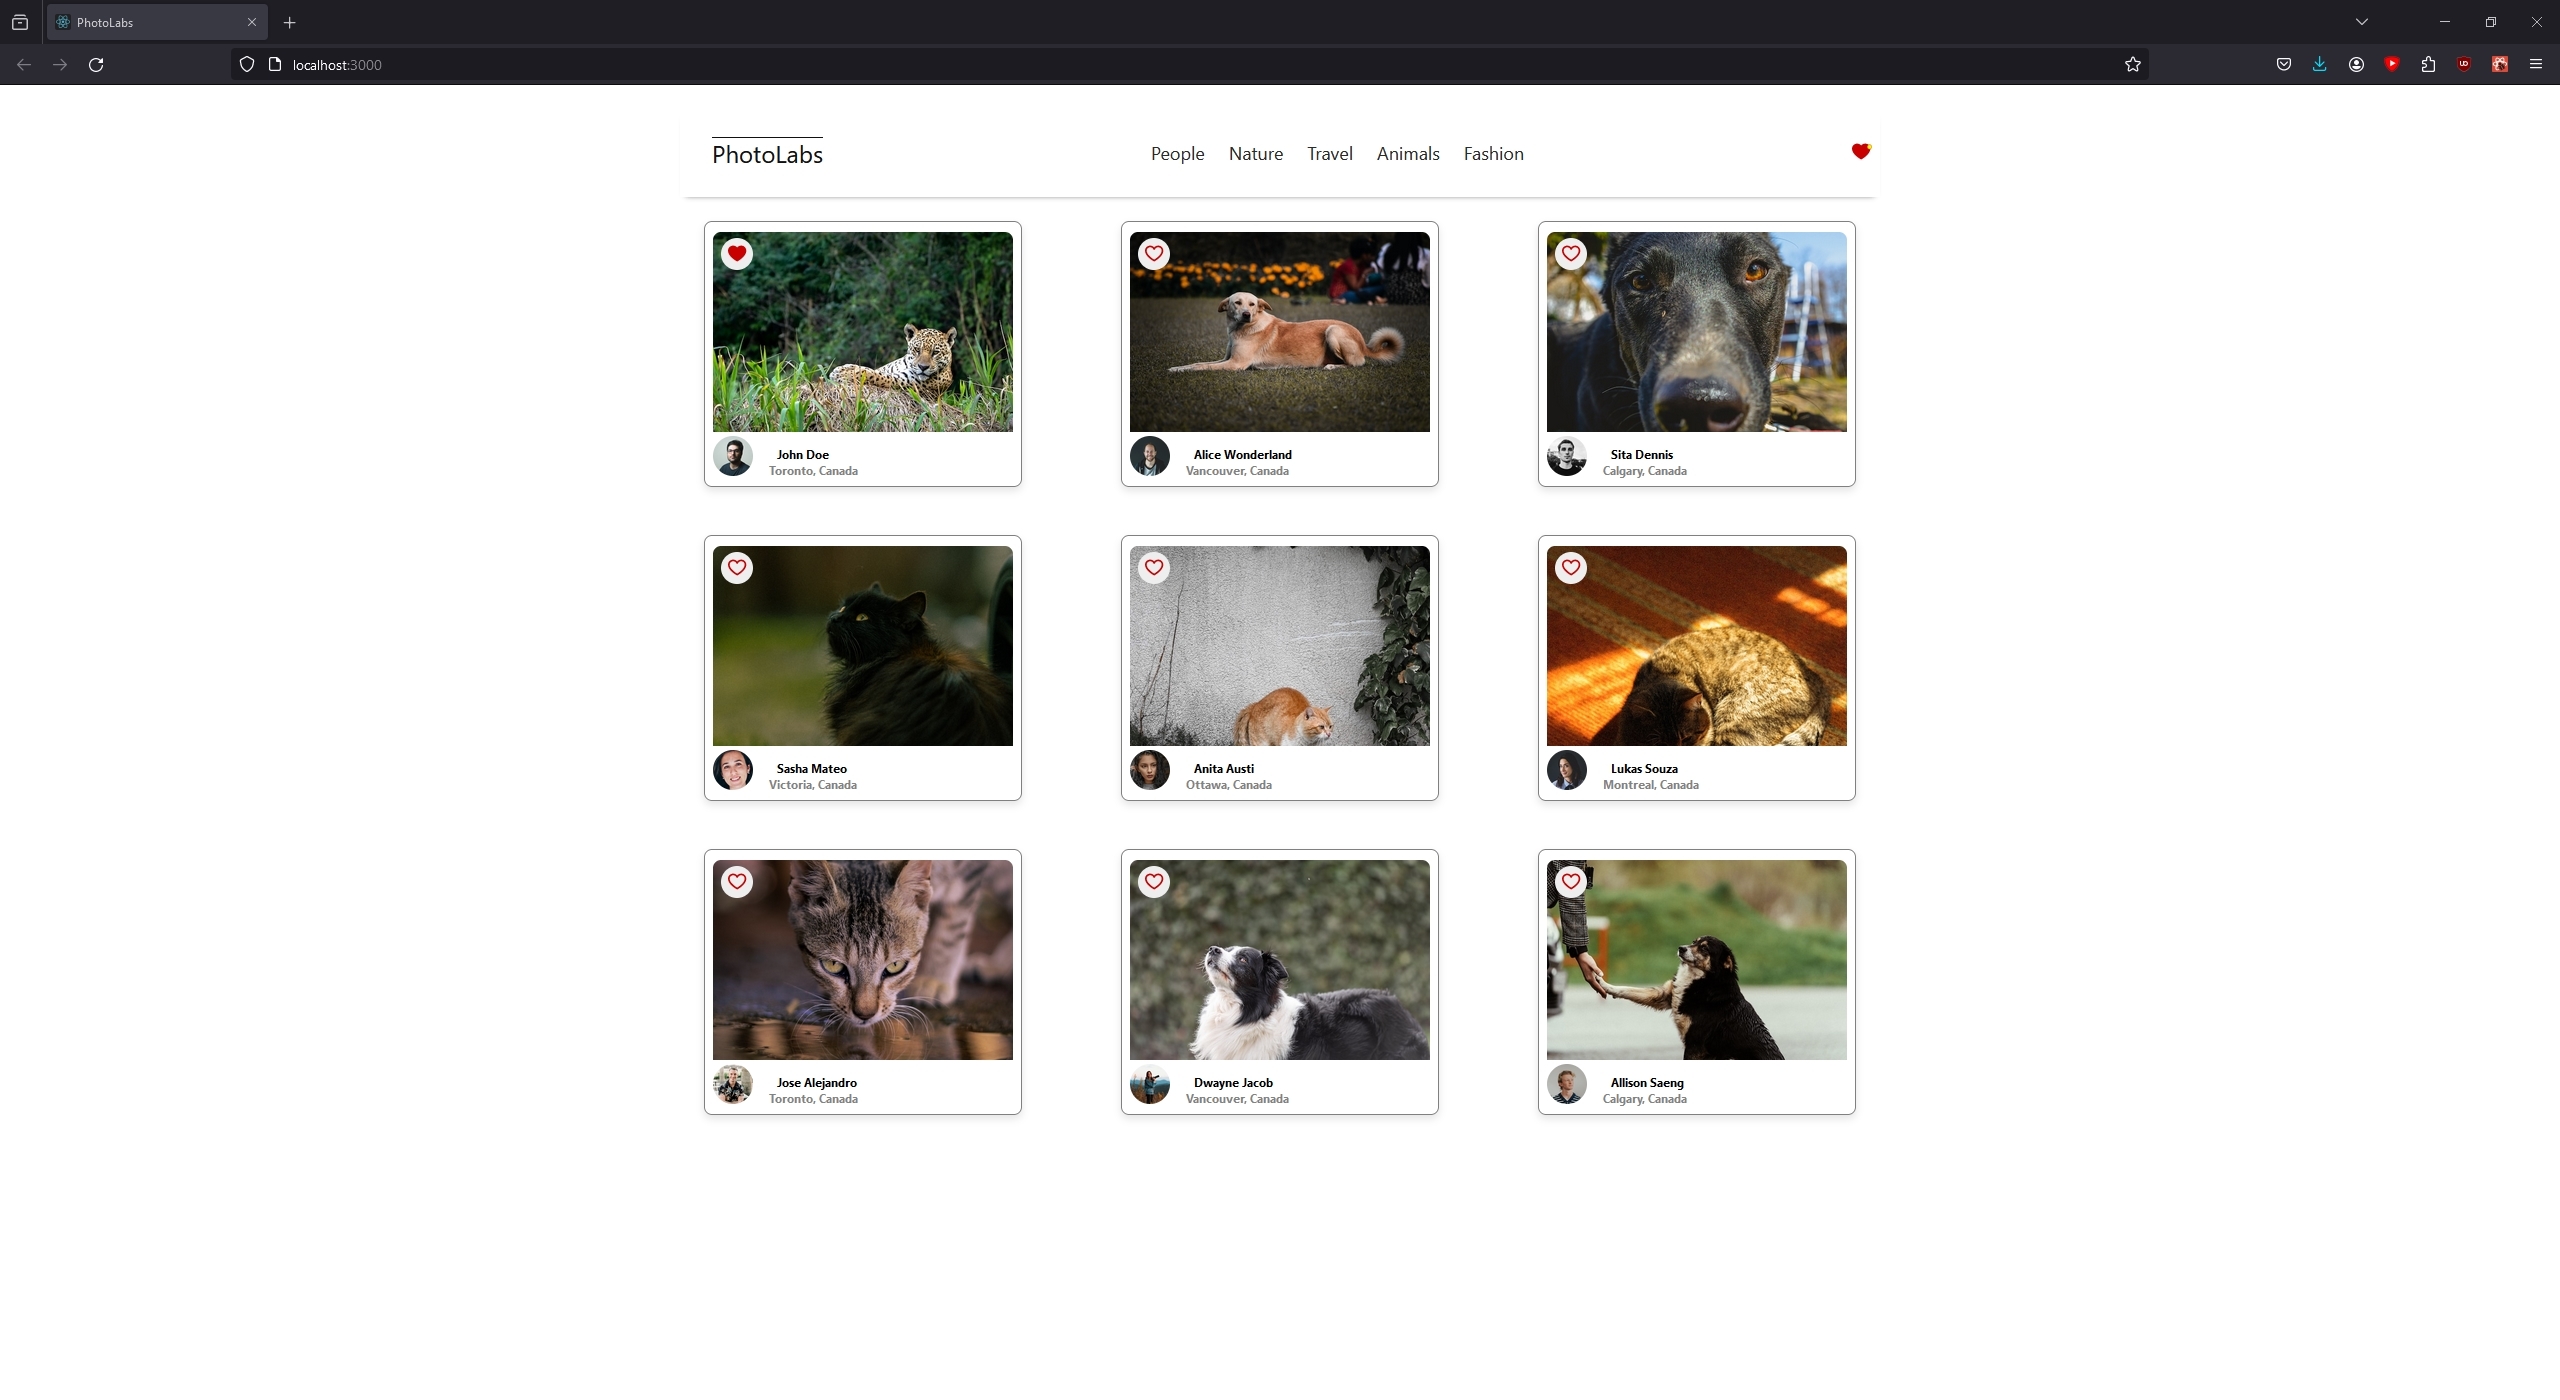 PhotoLabs
localhost:3000
PhotoLabs
People Nature Travel Animals Fashion
John Doe
Toronto, Canada
Alice Wonderland
Vancouver, Canada
Sita Dennis
Calgary, Canada
Sasha Mateo
Victoria, Canada
Anita Austi
Ottawa, Canada
Lukas Souza
Montreal, Canada
Jose Alejandro
Toronto, Canada
Dwayne Jacob
Vancouver, Canada
Allison Saeng
Calgary, Canada